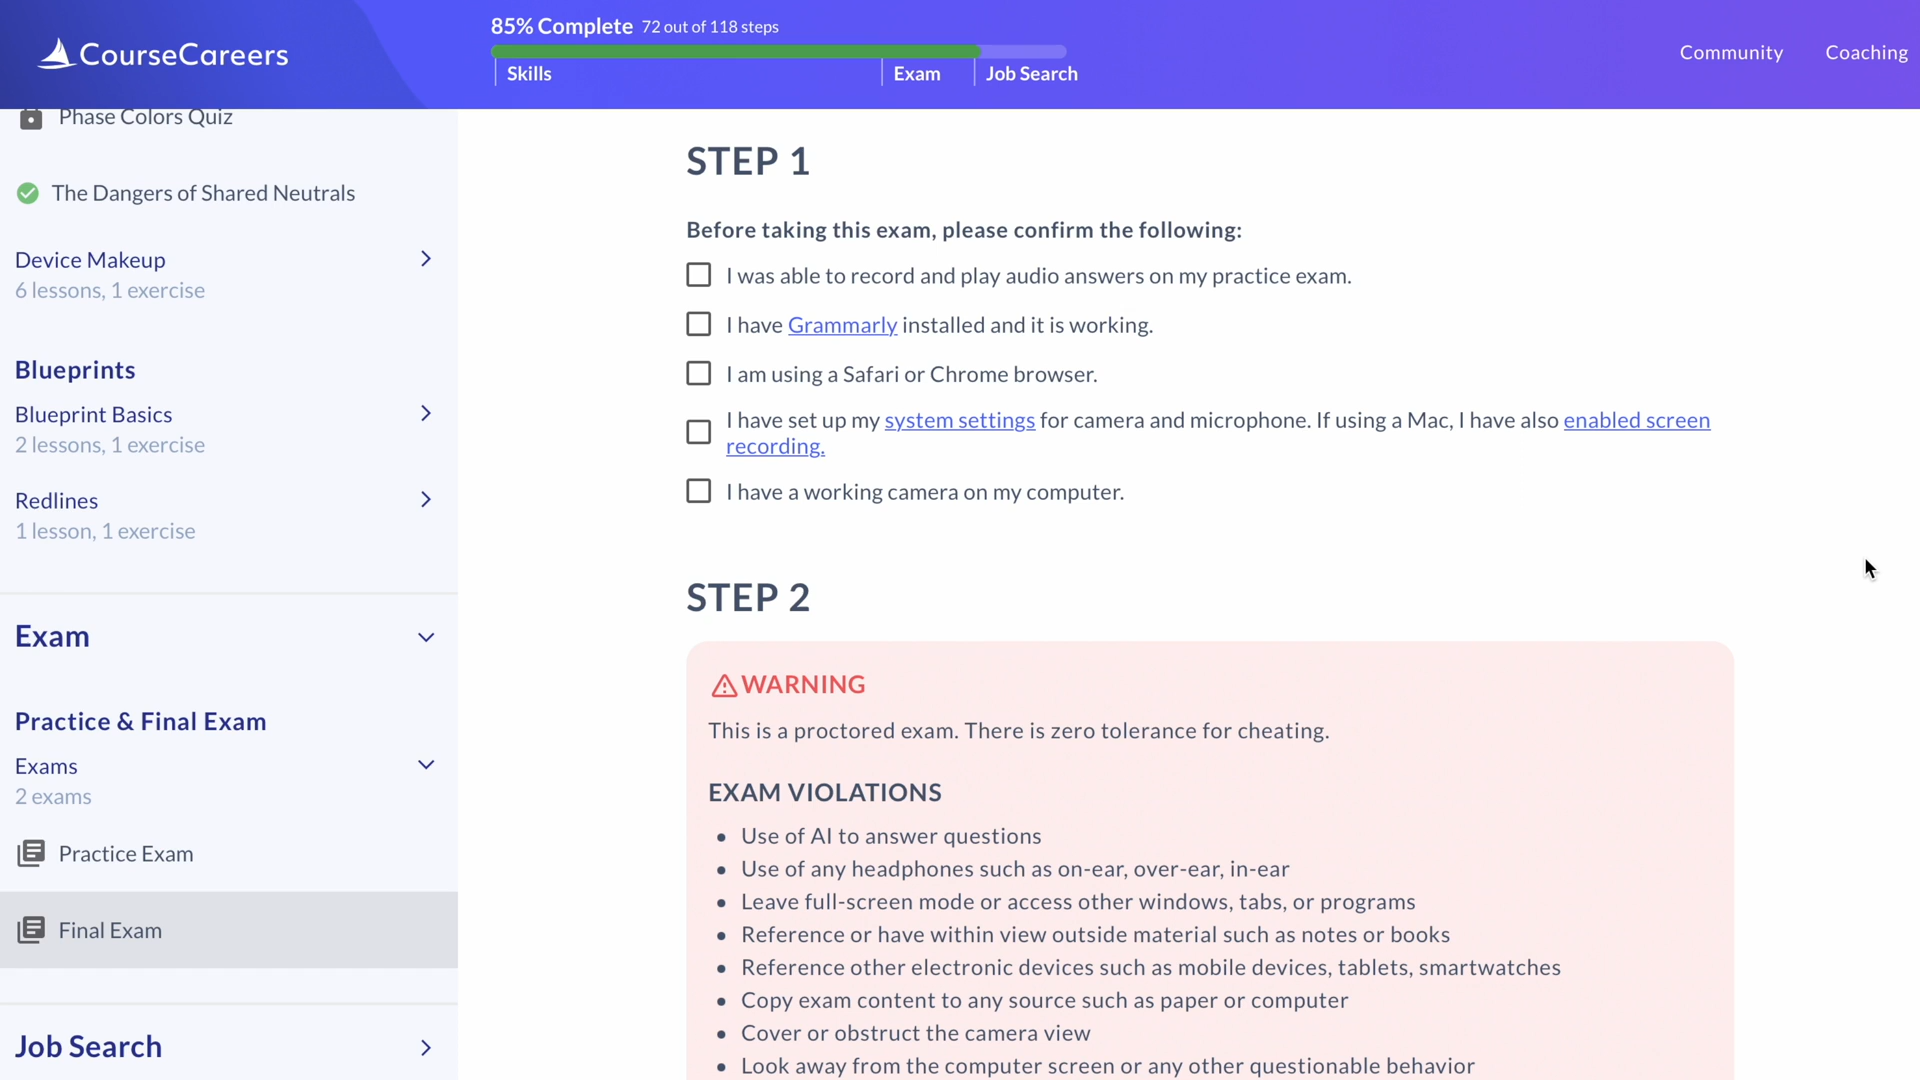 CourseCareers
85% Complete 72 out of 118 steps
Skills
Exam
Job Search
Community
Coaching
Phase Colors Quiz
The Dangers of Shared Neutrals
Device Makeup
6 lessons, 1 exercise
Blueprints
Blueprint Basics
2 lessons, 1 exercise
Redlines
1 lesson, 1 exercise
Exam
Practice & Final Exam
Exams
2 exams
Practice Exam
Final Exam
Job Search
STEP 1
Before taking this exam, please confirm the following:
I was able to record and play audio answers on my practice exam.
I have Grammarly installed and it is working.
I am using a Safari or Chrome browser.
I have set up my system settings for camera and microphone. If using a Mac, I have also enabled screen
recording.
I have a working camera on my computer.
STEP 2
WARNING
This is a proctored exam. There is zero tolerance for cheating.
EXAM VIOLATIONS
• Use of AI to answer questions
• Use of any headphones such as on-ear, over-ear, in-ear
• Leave full-screen mode or access other windows, tabs, or programs
• Reference or have within view outside material such as notes or books
• Reference other electronic devices such as mobile devices, tablets, smartwatches
• Copy exam content to any source such as paper or computer
• Cover or obstruct the camera view
• Look away from the computer screen or any other questionable behavior